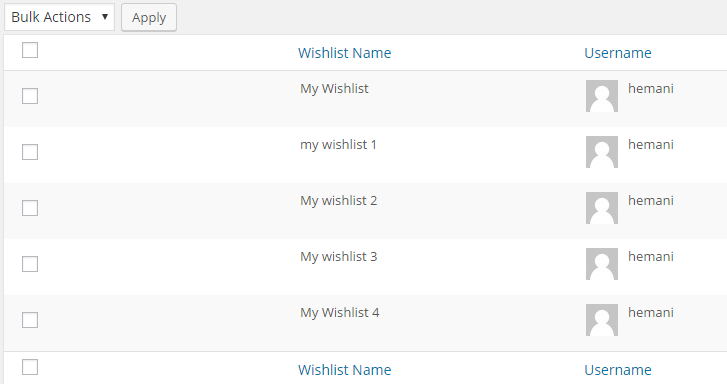 Bulk Actions Apply
Wishlist Name Username
My Wishlist hemani
my wishlist 1 hemani
My wishlist 2 hemani
My wishlist 3 hemani
My Wishlist 4 hemani
Wishlist Name Username